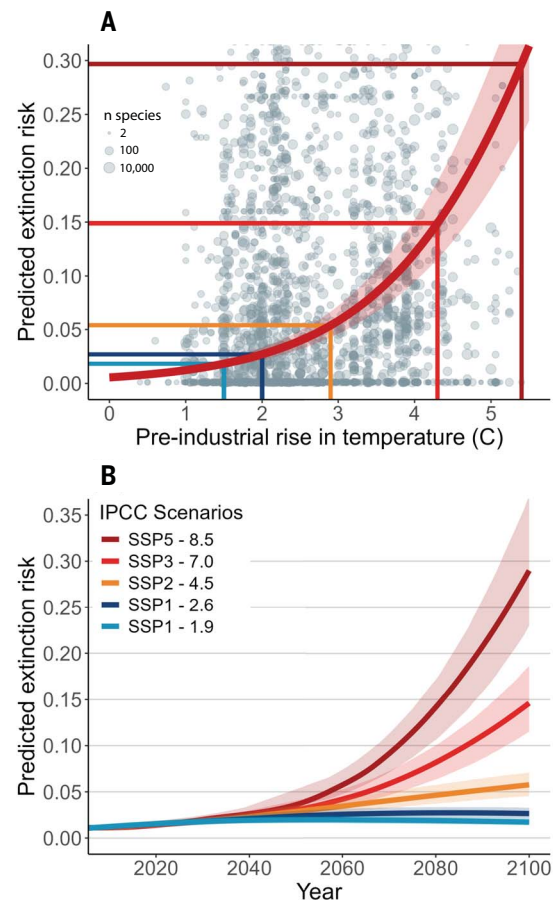 A
0.30
0.25
0.20
0.15
0.10
0.05
0.00
Predicted extinction risk
n species
2
100
10,000
0 1 2 3 4 5
Pre-industrial rise in temperature (C)
B
0.35
0.30
0.25
0.20
0.15
0.10
0.05
0.00
Predicted extinction risk
IPCC Scenarios
SSP5 - 8.5
SSP3 - 7.0
SSP2 - 4.5
SSP1 - 2.6
SSP1 - 1.9
2020 2040 2060 2080 2100
Year